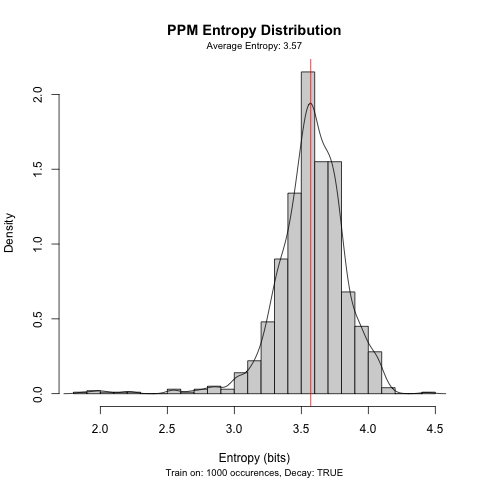 PPM Entropy Distribution
Average Entropy: 3.57
Density
2.0
1.5
1.0
0.5
0.0
2.0 2.5 3.0 3.5 4.0 4.5
Entropy (bits)
Train on: 1000 occurences, Decay: TRUE